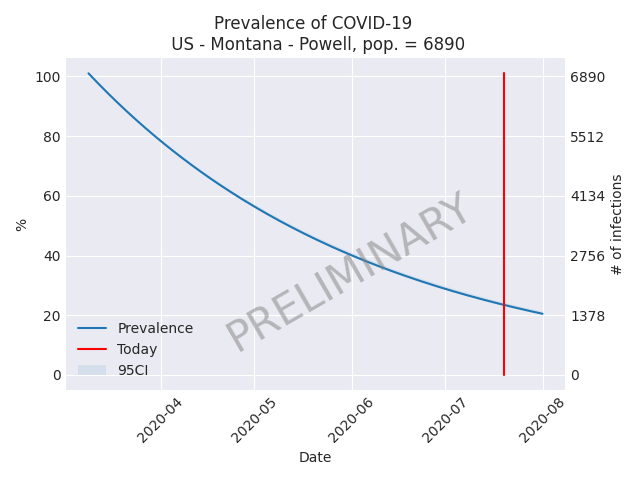 Prevalence of COVID-19
US - Montana - Powell, pop. = 6890
100
80
60
40
20
0
%
6890
5512
4134
2756
1378
0
# of infections
PRELIMINARY
Prevalence
Today
95CI
2020-04
2020-05
2020-06
2020-07
2020-08
Date